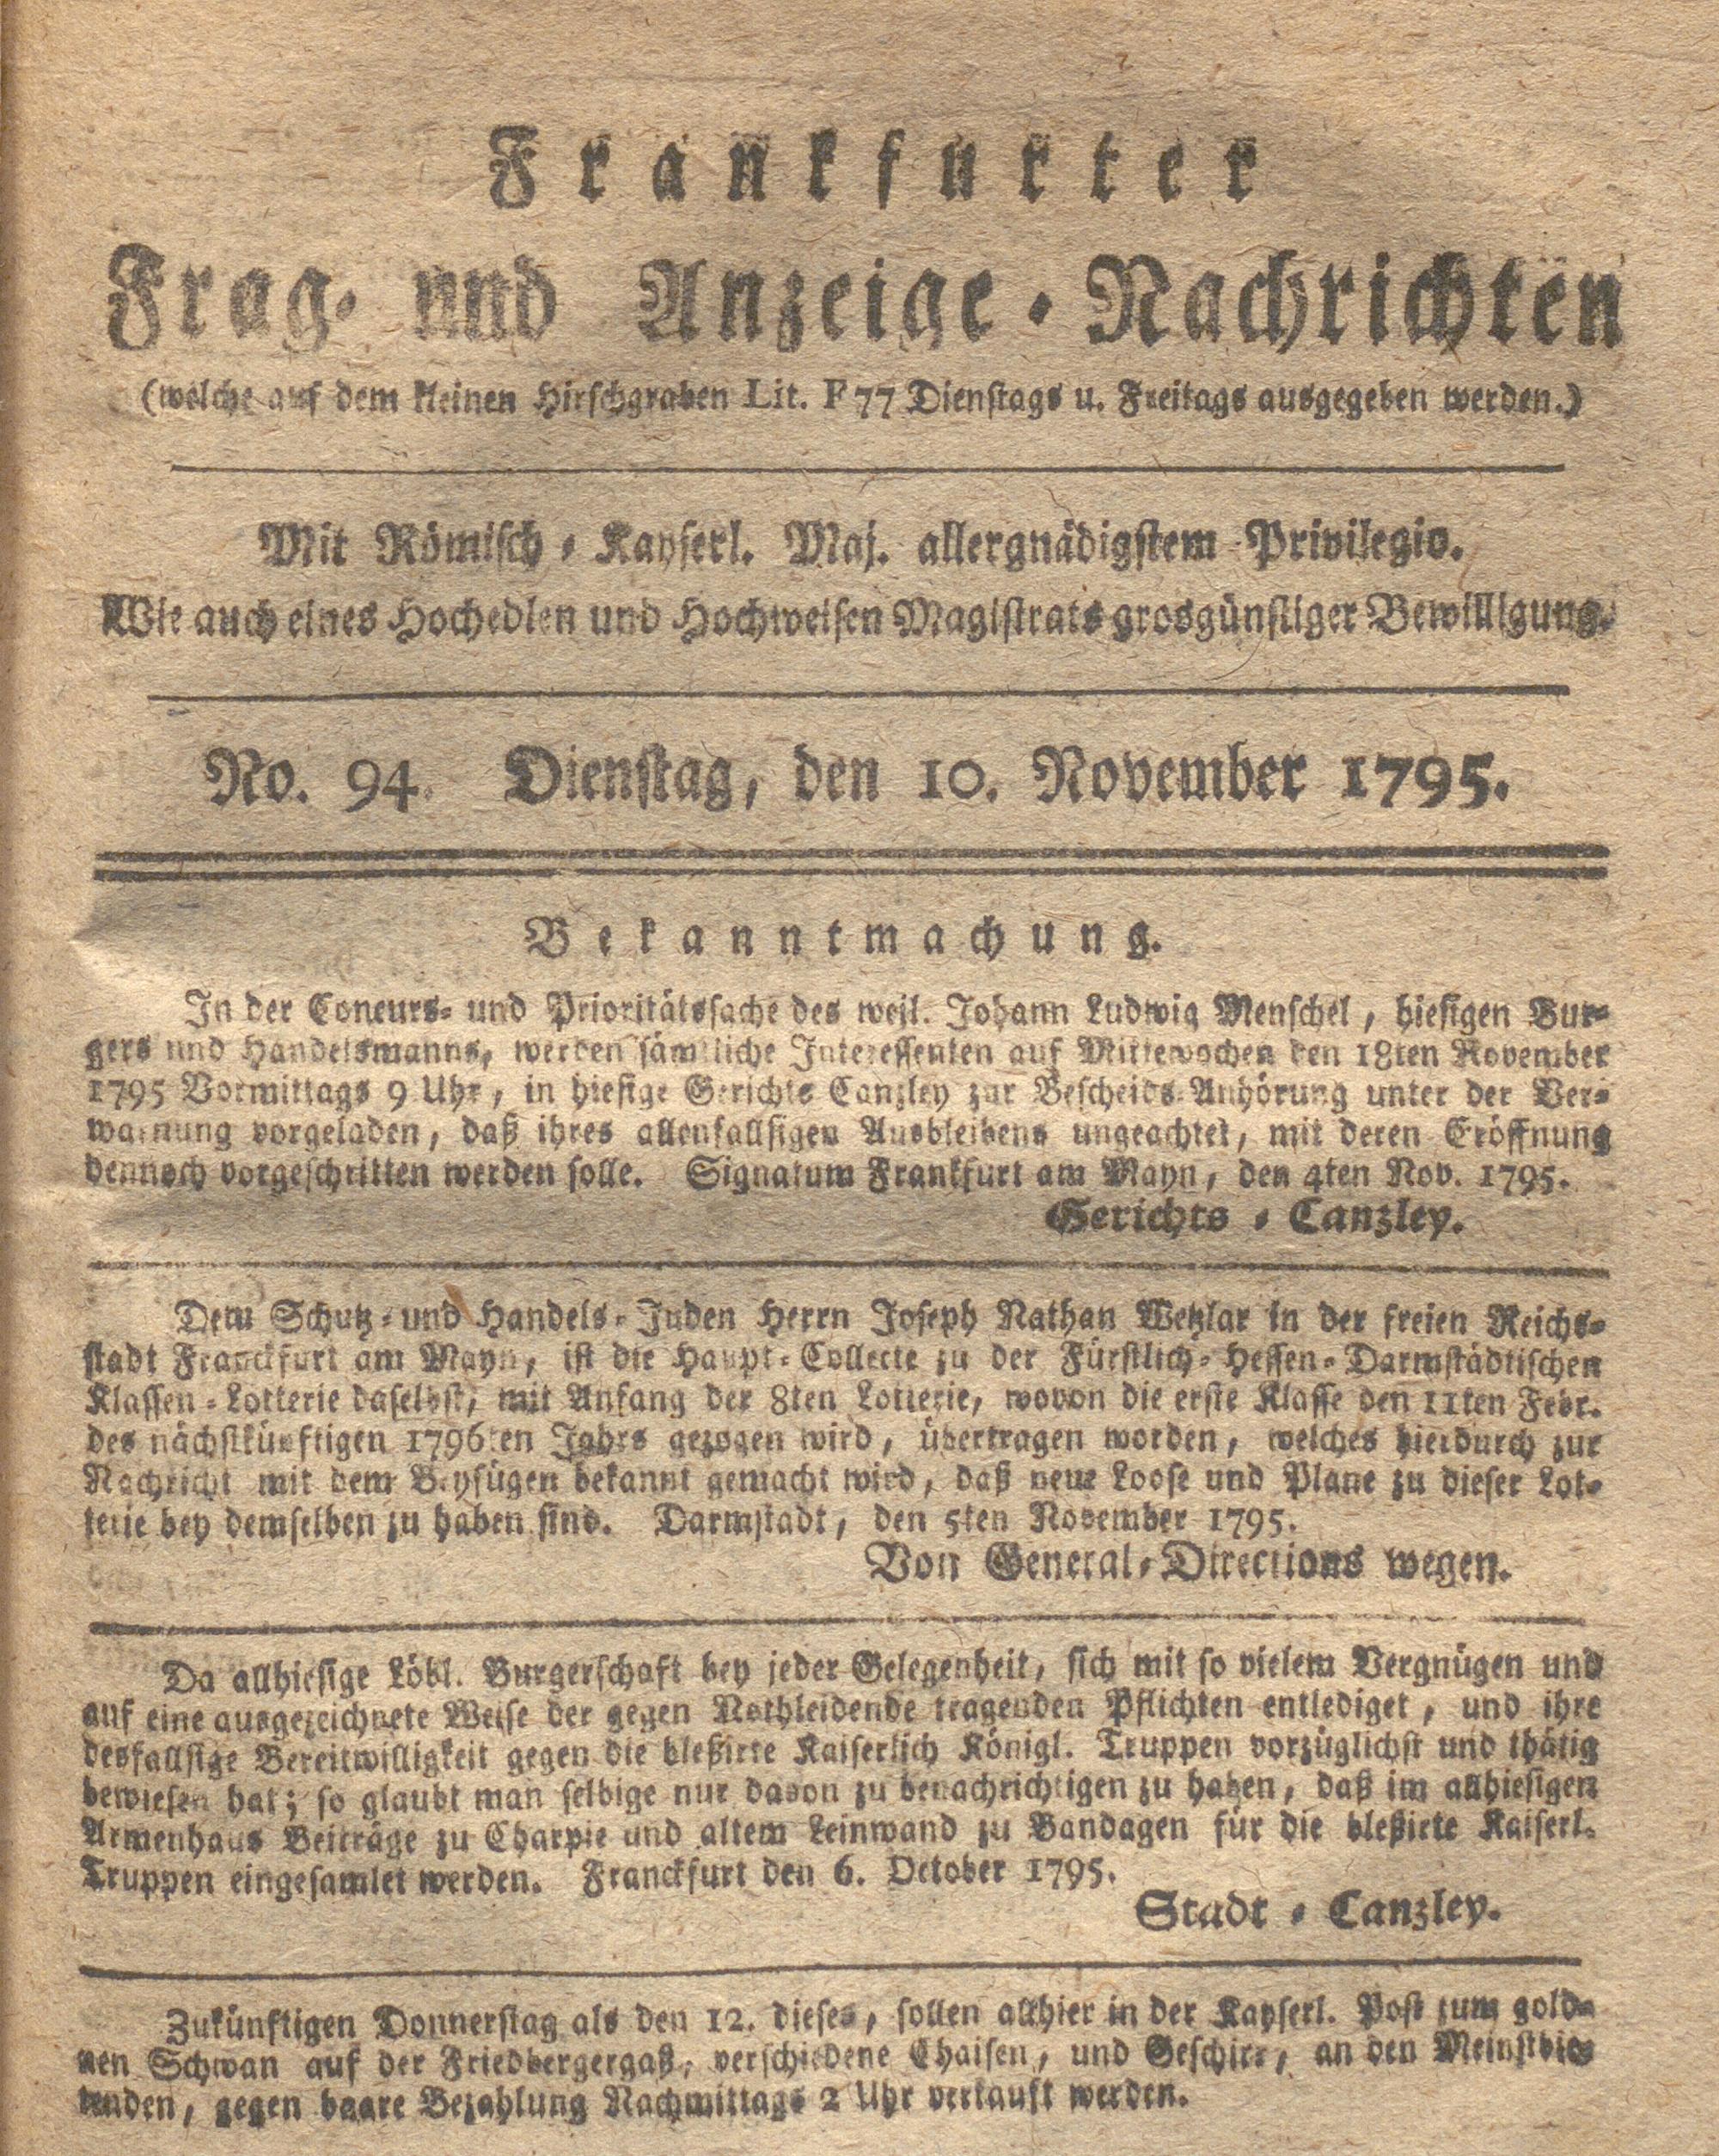 Frankfurter
Frag- und Anzeige-Nachrichten
(welche auf dem kleinen Hirschgraben Lit. F 77 Dienstags u. Freitags ausgegeben werden.)
Mit Römisch-Kayserl. Maj. allergnädigstem Privilegio.
Wie auch eines Hochedlen und Hochweisen Magistrats grosgünstiger Bewilligung.
No. 94. Dienstag, den 10. November 1795.
Bekanntmachung.
In der Concurs- und Prioritätssache des weil. Johann Ludwig Menschel, hiesigen Bur-
gers und Handelsmanns, werden sämtliche Interessenten auf Mittewochen den 18ten November
1795 Vormittags 9 Uhr, in hiesige Gerichts Canzley zur Bescheids-Anhörung unter der Ver-
warnung vorgeladen, daß ihres allenfallsigen Ausbleibens ungeachtet, mit deren Eröffnung
dennoch vorgeschritten werden solle. Signatum Frankfurt am Mayn, den 4ten Nov. 1795.
Gerichts-Canzley.
Dem Schutz- und Handels-Juden Herrn Joseph Nathan Wetzlar in der freien Reichs-
stadt Franckfurt am Mayn, ist die Haupt-Collecte zu der Fürstlich-Hessen-Darmstädtischen
Klassen-Lotterie daselbst, mit Anfang der 8ten Lotterie, wovon die erste Klasse den 11ten Febr.
des nächstkünftigen 1796ten Jahrs gezogen wird, übertragen worden, welches hierdurch zur
Nachricht mit dem Beyfügen bekannt gemacht wird, daß neue Loose und Plane zu dieser Lot-
terie bey demselben zu haben sind. Darmstadt, den 5ten November 1795.
Von General-Directions wegen.
Da allhiesige Löbl. Burgerschaft bey jeder Gelegenheit, sich mit so vielem Vergnügen und
auf eine ausgezeichnete Weise der gegen Nothleidende tragenden Pflichten entlediget, und ihre
desfallsige Bereitwilligkeit gegen die bleßirte Kaiserlich Königl. Truppen vorzüglichst und thätig
bewiesen hat; so glaubt man selbige nur davon zu benachrichtigen zu haben, daß im allhiesigen
Armenhaus Beiträge zu Charpie und altem Leinwand zu Bandagen für die bleßirte Kaiserl.
Truppen eingesamlet werden. Franckfurt den 6. October 1795.
Stadt-Canzley.
Zukünftigen Donnerstag als den 12. dieses, sollen allhier in der Kayserl. Post zum gold-
nen Schwan auf der Friedbergergaß, verschiedene Chaisen, und Geschirr, an den Meinstbie-
tenden, gegen baare Bezahlung Nachmittags 2 Uhr verkauft werden.